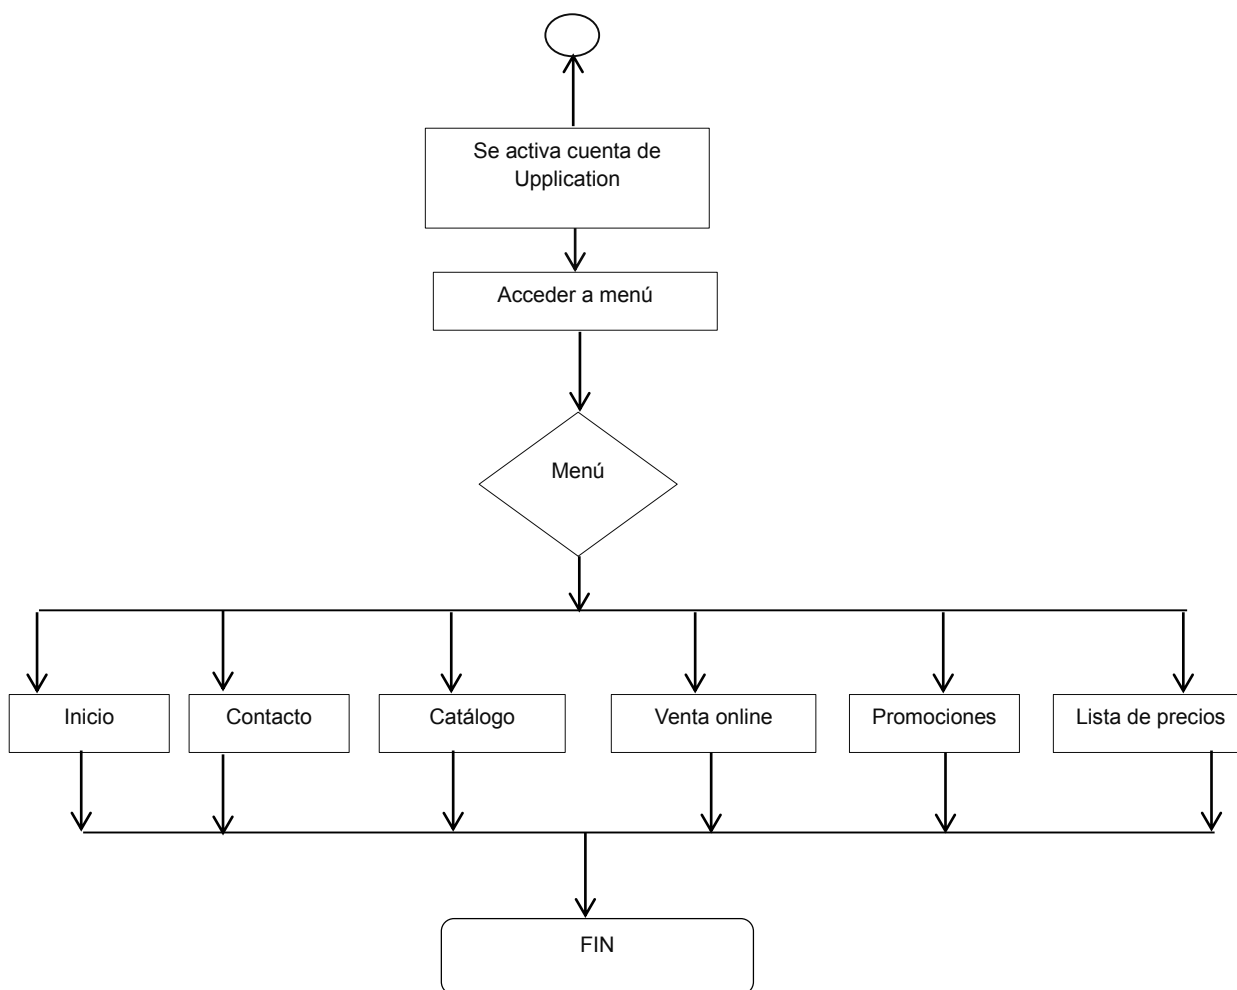 Se activa cuenta de
Upplication
Acceder a menú
Menú
Inicio
Contacto
Catálogo
Venta online
Promociones
Lista de precios
FIN